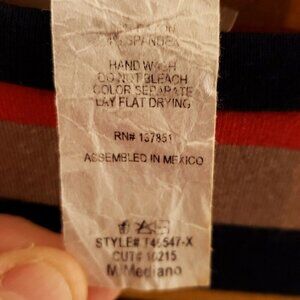 SPANDEX
HAND WASH
DO NOT BLEACH
COLOR SEPARATE
LAY FLAT DRYING
RN# 137851
ASSEMBLED IN MEXICO
STYLE# T46547-X
CUT# 10215
M/Mediano